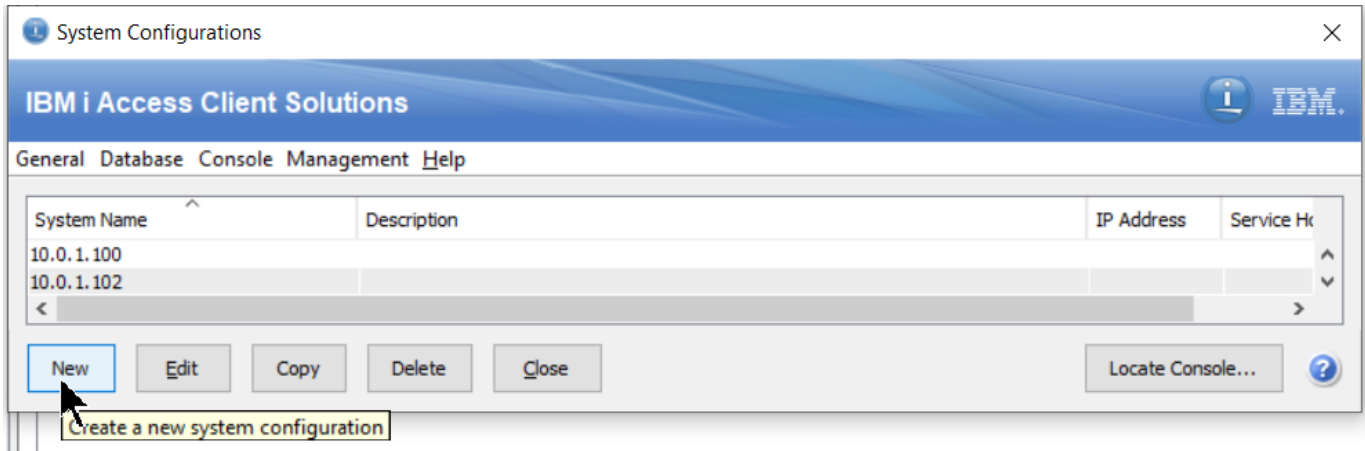 System Configurations
IBM i Access Client Solutions
IBM.
General Database Console Management Help
System Name Description IP Address Service Ho
10.0.1.100
10.0.1.102
New Edit Copy Delete Close Locate Console... ?
Create a new system configuration